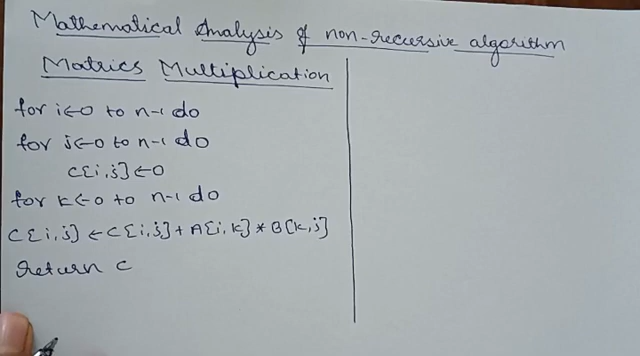 Mathematical Analysis of non-recursive algorithm
Matrics Multiplication
for i←0 to n-1 do
for j←0 to n-1 do
C[i,j]←0
for k←0 to n-1 do
C[i,j]←C[i,j]+A[i,k]*B[k,j]
return C